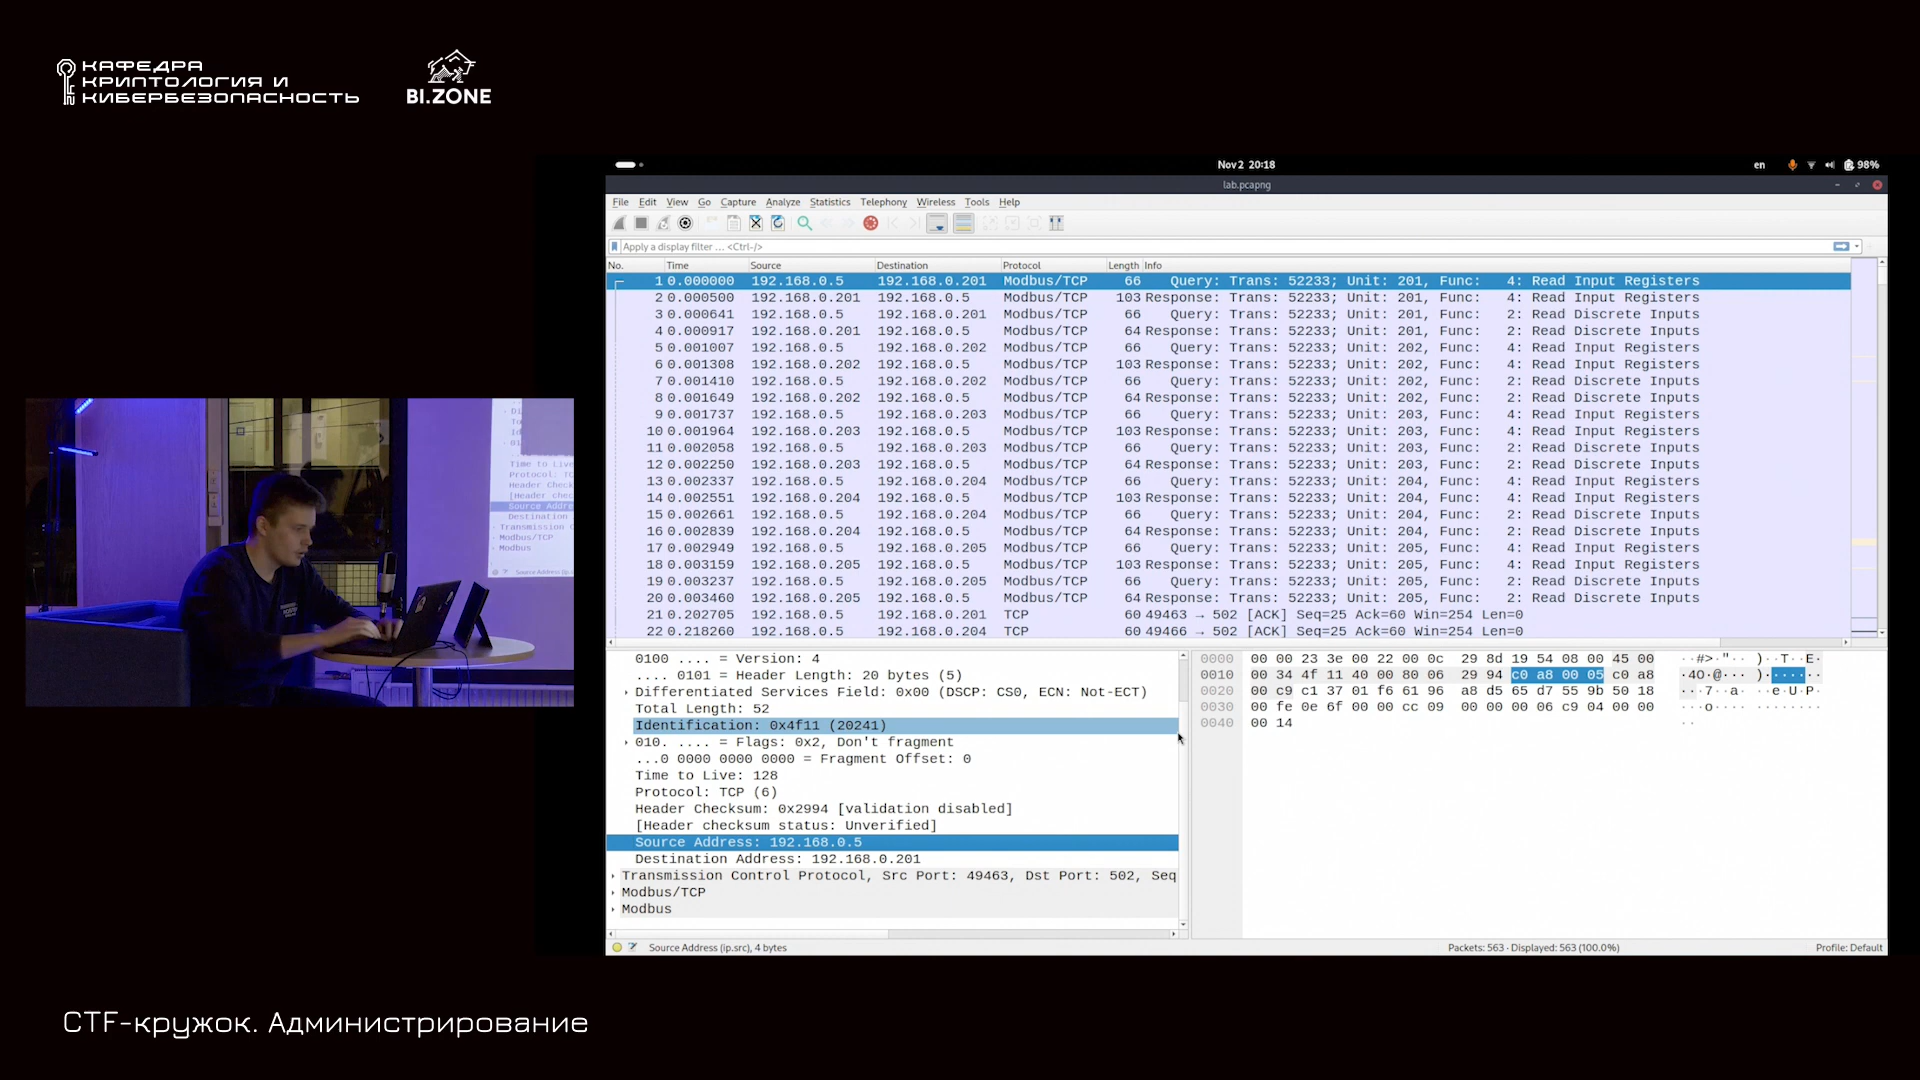 КАФЕДРА
КРИПТОЛОГИЯ И
КИБЕРБЕЗОПАСНОСТЬ
BI.ZONE
Nov 2 20:18
en
98%
lab.pcapng
File Edit View Go Capture Analyze Statistics Telephony Wireless Tools Help
Apply a display filter ... <Ctrl-/>
No. Time Source Destination Protocol Length Info
1 0.000000 192.168.0.5 192.168.0.201 Modbus/TCP 66 Query: Trans: 52233; Unit: 201, Func: 4: Read Input Registers
2 0.000500 192.168.0.201 192.168.0.5 Modbus/TCP 103 Response: Trans: 52233; Unit: 201, Func: 4: Read Input Registers
3 0.000641 192.168.0.5 192.168.0.201 Modbus/TCP 66 Query: Trans: 52233; Unit: 201, Func: 2: Read Discrete Inputs
4 0.000917 192.168.0.201 192.168.0.5 Modbus/TCP 64 Response: Trans: 52233; Unit: 201, Func: 2: Read Discrete Inputs
5 0.001007 192.168.0.5 192.168.0.202 Modbus/TCP 66 Query: Trans: 52233; Unit: 202, Func: 4: Read Input Registers
6 0.001308 192.168.0.202 192.168.0.5 Modbus/TCP 103 Response: Trans: 52233; Unit: 202, Func: 4: Read Input Registers
7 0.001410 192.168.0.5 192.168.0.202 Modbus/TCP 66 Query: Trans: 52233; Unit: 202, Func: 2: Read Discrete Inputs
8 0.001649 192.168.0.202 192.168.0.5 Modbus/TCP 64 Response: Trans: 52233; Unit: 202, Func: 2: Read Discrete Inputs
9 0.001737 192.168.0.5 192.168.0.203 Modbus/TCP 66 Query: Trans: 52233; Unit: 203, Func: 4: Read Input Registers
10 0.001964 192.168.0.203 192.168.0.5 Modbus/TCP 103 Response: Trans: 52233; Unit: 203, Func: 4: Read Input Registers
11 0.002058 192.168.0.5 192.168.0.203 Modbus/TCP 66 Query: Trans: 52233; Unit: 203, Func: 2: Read Discrete Inputs
12 0.002250 192.168.0.203 192.168.0.5 Modbus/TCP 64 Response: Trans: 52233; Unit: 203, Func: 2: Read Discrete Inputs
13 0.002337 192.168.0.5 192.168.0.204 Modbus/TCP 66 Query: Trans: 52233; Unit: 204, Func: 4: Read Input Registers
14 0.002551 192.168.0.204 192.168.0.5 Modbus/TCP 103 Response: Trans: 52233; Unit: 204, Func: 4: Read Input Registers
15 0.002661 192.168.0.5 192.168.0.204 Modbus/TCP 66 Query: Trans: 52233; Unit: 204, Func: 2: Read Discrete Inputs
16 0.002839 192.168.0.204 192.168.0.5 Modbus/TCP 64 Response: Trans: 52233; Unit: 204, Func: 2: Read Discrete Inputs
17 0.002949 192.168.0.5 192.168.0.205 Modbus/TCP 66 Query: Trans: 52233; Unit: 205, Func: 4: Read Input Registers
18 0.003159 192.168.0.205 192.168.0.5 Modbus/TCP 103 Response: Trans: 52233; Unit: 205, Func: 4: Read Input Registers
19 0.003237 192.168.0.5 192.168.0.205 Modbus/TCP 66 Query: Trans: 52233; Unit: 205, Func: 2: Read Discrete Inputs
20 0.003460 192.168.0.205 192.168.0.5 Modbus/TCP 64 Response: Trans: 52233; Unit: 205, Func: 2: Read Discrete Inputs
21 0.202705 192.168.0.5 192.168.0.201 TCP 60 49463 → 502 [ACK] Seq=25 Ack=60 Win=254 Len=0
22 0.218260 192.168.0.5 192.168.0.204 TCP 60 49466 → 502 [ACK] Seq=25 Ack=60 Win=254 Len=0
0100 .... = Version: 4
.... 0101 = Header Length: 20 bytes (5)
Differentiated Services Field: 0x00 (DSCP: CS0, ECN: Not-ECT)
Total Length: 52
Identification: 0x4f11 (20241)
010. .... = Flags: 0x2, Don't fragment
...0 0000 0000 0000 = Fragment Offset: 0
Time to Live: 128
Protocol: TCP (6)
Header Checksum: 0x2994 [validation disabled]
[Header checksum status: Unverified]
Source Address: 192.168.0.5
Destination Address: 192.168.0.201
Transmission Control Protocol, Src Port: 49463, Dst Port: 502, Seq
Modbus/TCP
Modbus
0000 00 00 23 3e 00 22 00 0c 29 8d 19 54 08 00 45 00 ··#>·"·· )··T··E·
0010 00 34 4f 11 40 00 80 06 29 94 c0 a8 00 05 c0 a8 ·4O·@··· )·······
0020 00 c9 c1 37 01 f6 61 96 a8 d5 65 d7 55 9b 50 18 ···7··a· ··e·U·P·
0030 00 fe 0e 6f 00 00 cc 09 00 00 00 06 c9 04 00 00 ···o···· ········
0040 00 14 ··
Source Address (ip.src), 4 bytes
Packets: 563 · Displayed: 563 (100.0%)
Profile: Default
Time to Live
Protocol: TC
Header Check
[Header chec
Source Addre
Destination
Transmission C
Modbus/TCP
Modbus
CTF-кружок. Администрирование